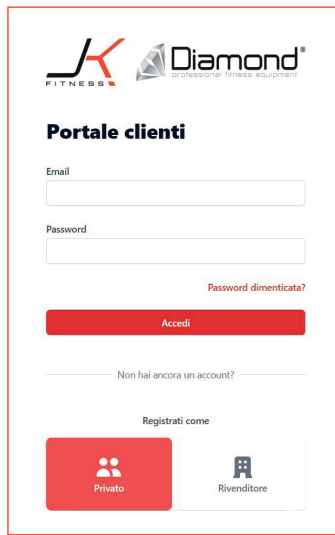 JK
FITNESS
Diamond®
professional fitness equipment
Portale clienti
Email
Password
Password dimenticata?
Accedi
Non hai ancora un account?
Registrati come
Privato
Rivenditore